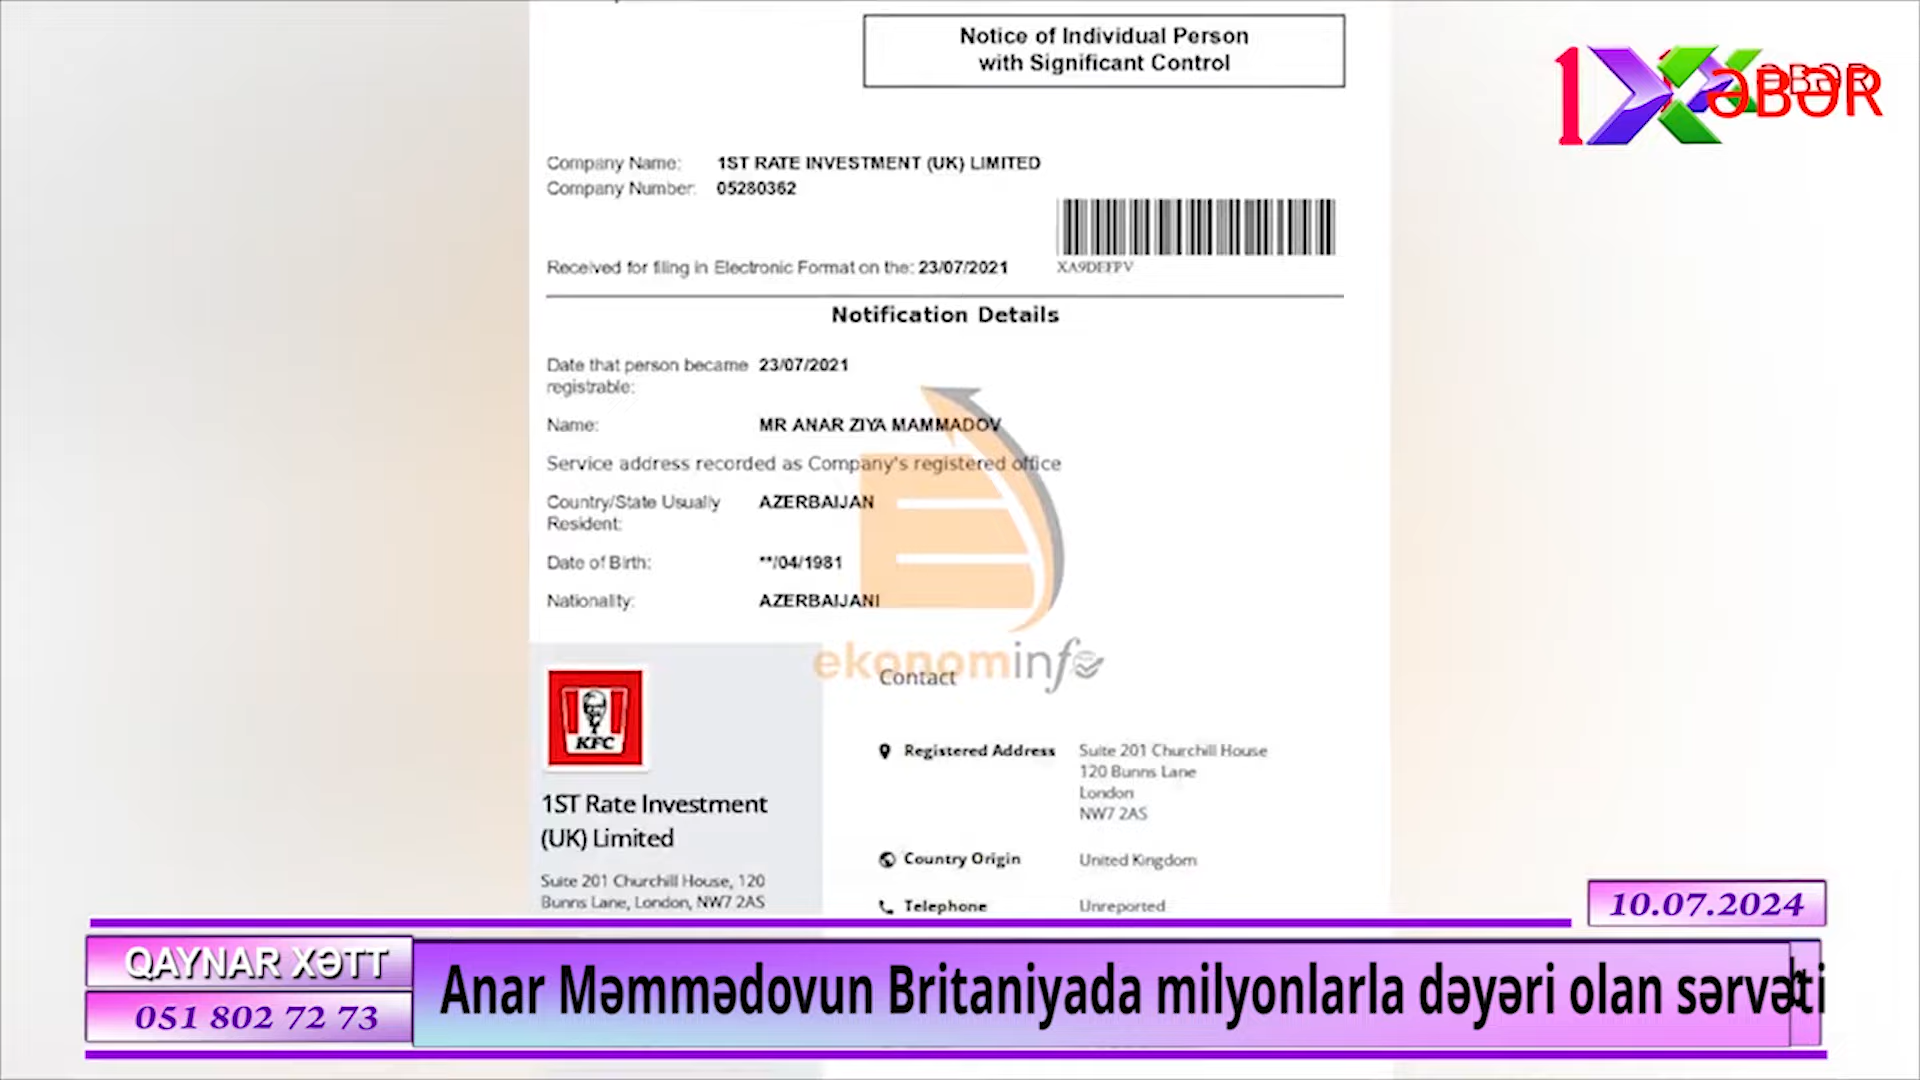 Notice of Individual Person
with Significant Control
1XƏBƏR
Company Name: 1ST RATE INVESTMENT (UK) LIMITED
Company Number: 05280362
Received for filing in Electronic Format on the: 23/07/2021
XA9DEFPV
Notification Details
Date that person became registrable: 23/07/2021
Name: MR ANAR ZIYA MAMMADOV
Service address recorded as Company's registered office
Country/State Usually Resident: AZERBAIJAN
Date of Birth: **/04/1981
Nationality: AZERBAIJANI
ekonominfo
KFC
1ST Rate Investment
(UK) Limited
Suite 201 Churchill House, 120
Bunns Lane, London, NW7 2AS
Contact
Registered Address Suite 201 Churchill House
120 Bunns Lane
London
NW7 2AS
Country Origin United Kingdom
Telephone Unreported
10.07.2024
QAYNAR XƏTT
051 802 72 73
Anar Məmmədovun Britaniyada milyonlarla dəyəri olan sərvəti